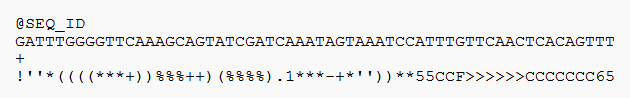 @SEQ_ID
GATTTGGGGTTCAAAGCAGTATCGATCAAATAGTAAATCCATTTGTTCAACTCACAGTTT
+
!''*((((***+))%%%++)(%%%%).1***-+*''))**55CCF>>>>>>CCCCCCC65